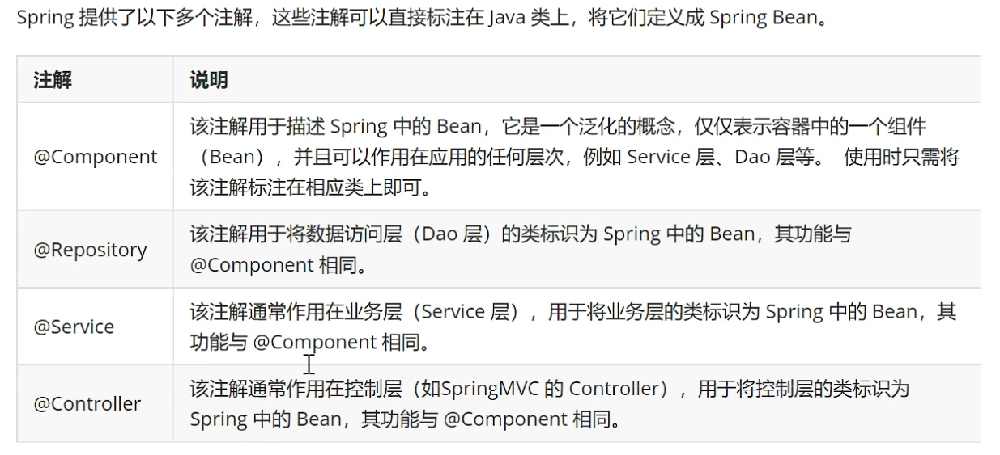 Spring 提供了以下多个注解，这些注解可以直接标注在 Java 类上，将它们定义成 Spring Bean。
注解 说明
@Component
该注解用于描述 Spring 中的 Bean，它是一个泛化的概念，仅仅表示容器中的一个组件
（Bean），并且可以作用在应用的任何层次，例如 Service 层、Dao 层等。 使用时只需将
该注解标注在相应类上即可。
@Repository
该注解用于将数据访问层（Dao 层）的类标识为 Spring 中的 Bean，其功能与
@Component 相同。
@Service
该注解通常作用在业务层（Service 层），用于将业务层的类标识为 Spring 中的 Bean，其
功能与 @Component 相同。
@Controller
该注解通常作用在控制层（如SpringMVC 的 Controller），用于将控制层的类标识为
Spring 中的 Bean，其功能与 @Component 相同。